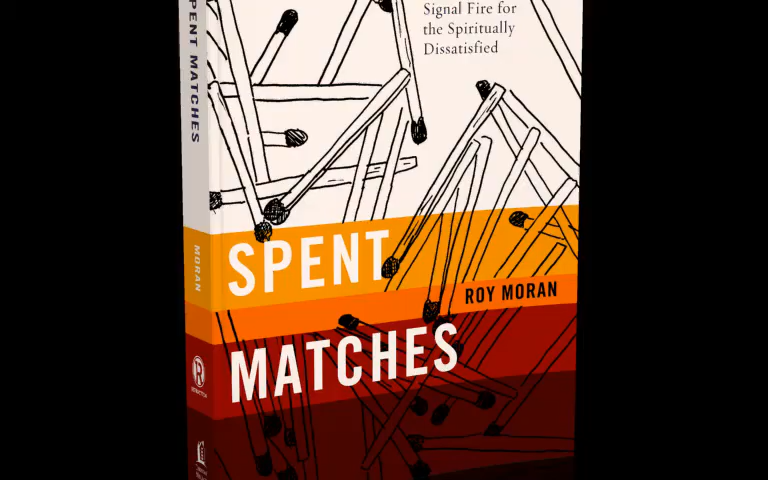 Signal Fire for
the Spiritually
Dissatisfied
SPENT
ROY MORAN
MATCHES
SPENT MATCHES
MORAN
R